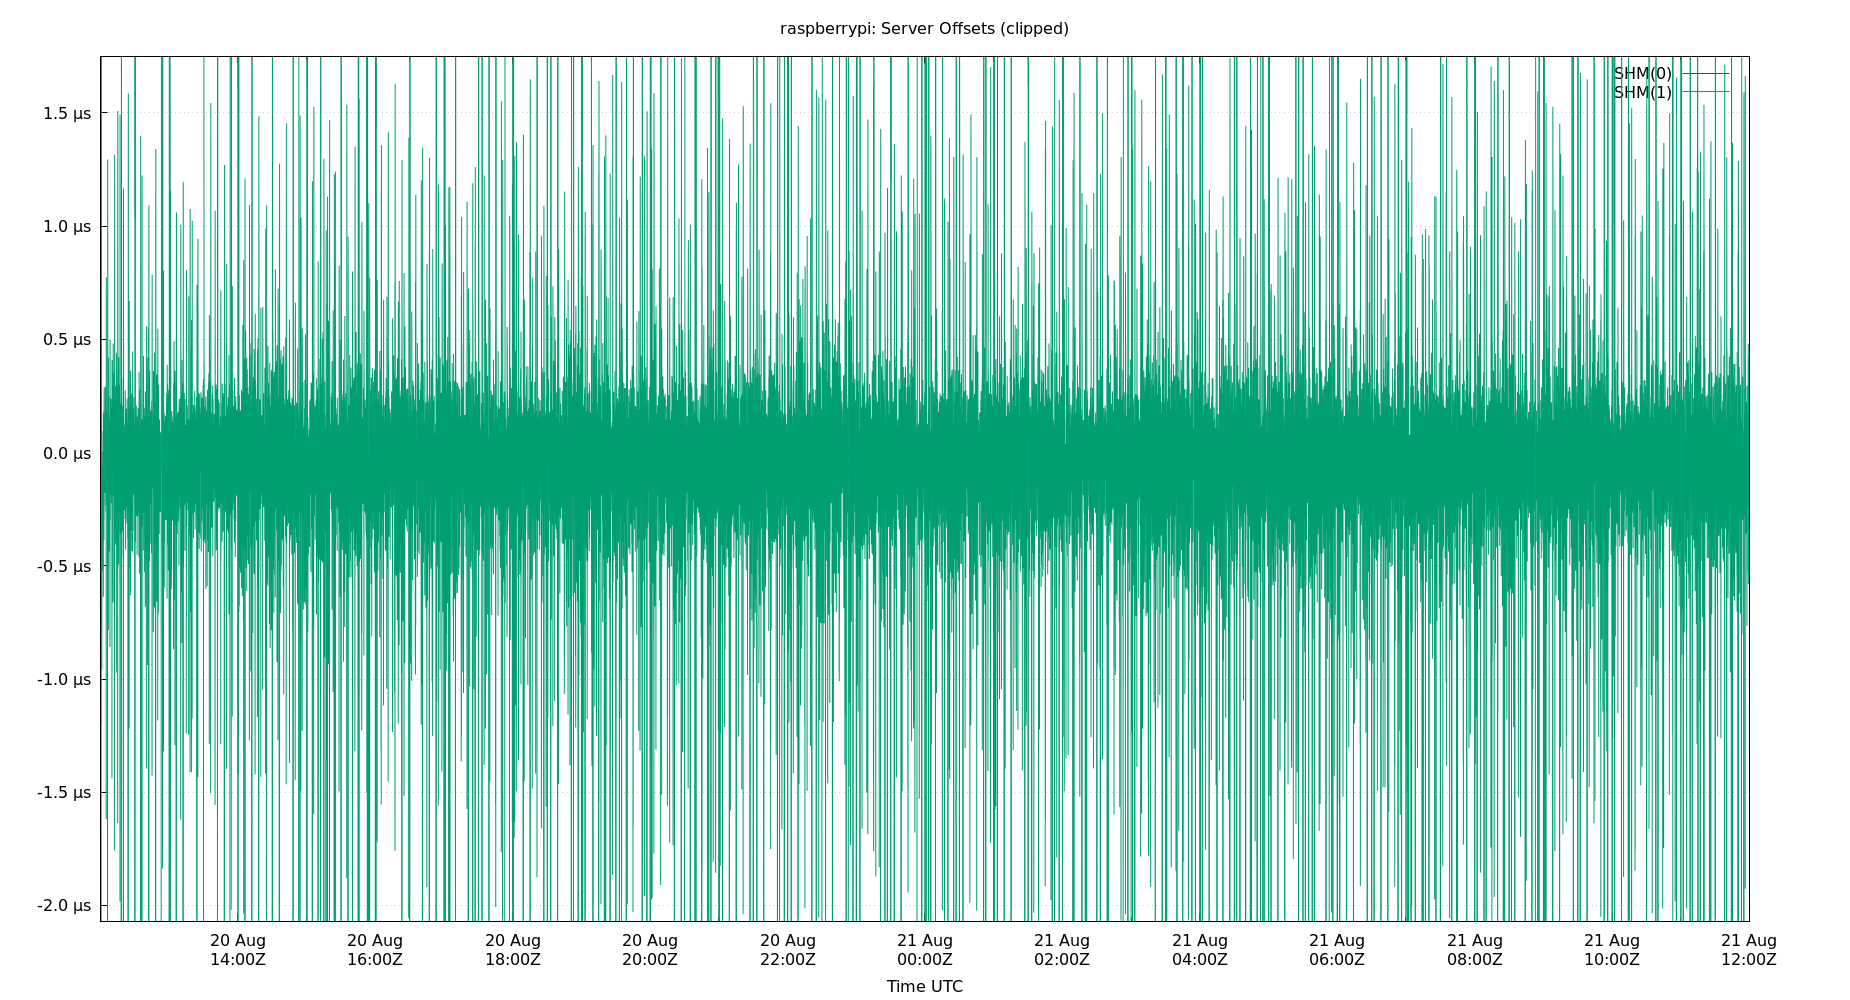 raspberrypi: Server Offsets (clipped)
SHM(0)
SHM(1)
1.5 µs
1.0 µs
0.5 µs
0.0 µs
-0.5 µs
-1.0 µs
-1.5 µs
-2.0 µs
20 Aug 20 Aug 20 Aug 20 Aug 20 Aug 21 Aug 21 Aug 21 Aug 21 Aug 21 Aug 21 Aug 21 Aug
14:00Z 16:00Z 18:00Z 20:00Z 22:00Z 00:00Z 02:00Z 04:00Z 06:00Z 08:00Z 10:00Z 12:00Z
Time UTC